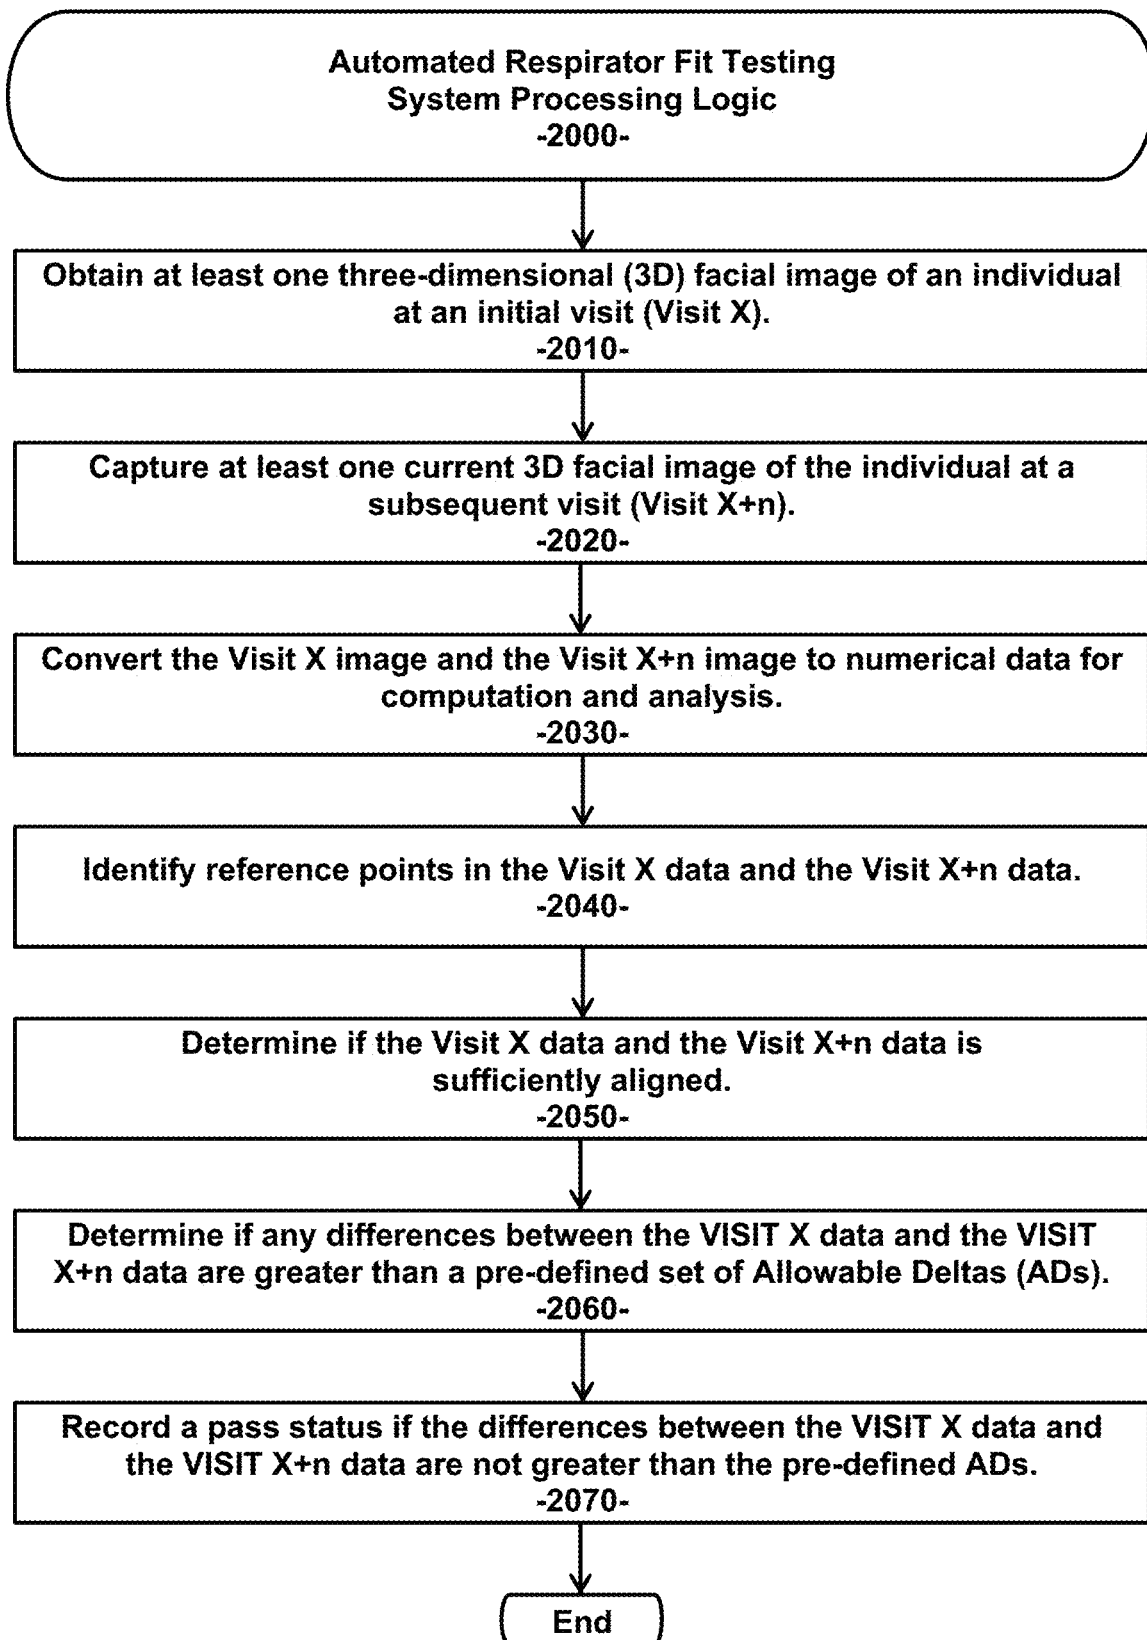 Automated Respirator Fit Testing
System Processing Logic
-2000-
Obtain at least one three-dimensional (3D) facial image of an individual
at an initial visit (Visit X).
-2010-
Capture at least one current 3D facial image of the individual at a
subsequent visit (Visit X+n).
-2020-
Convert the Visit X image and the Visit X+n image to numerical data for
computation and analysis.
-2030-
Identify reference points in the Visit X data and the Visit X+n data.
-2040-
Determine if the Visit X data and the Visit X+n data is
sufficiently aligned.
-2050-
Determine if any differences between the VISIT X data and the VISIT
X+n data are greater than a pre-defined set of Allowable Deltas (ADs).
-2060-
Record a pass status if the differences between the VISIT X data and
the VISIT X+n data are not greater than the pre-defined ADs.
-2070-
End